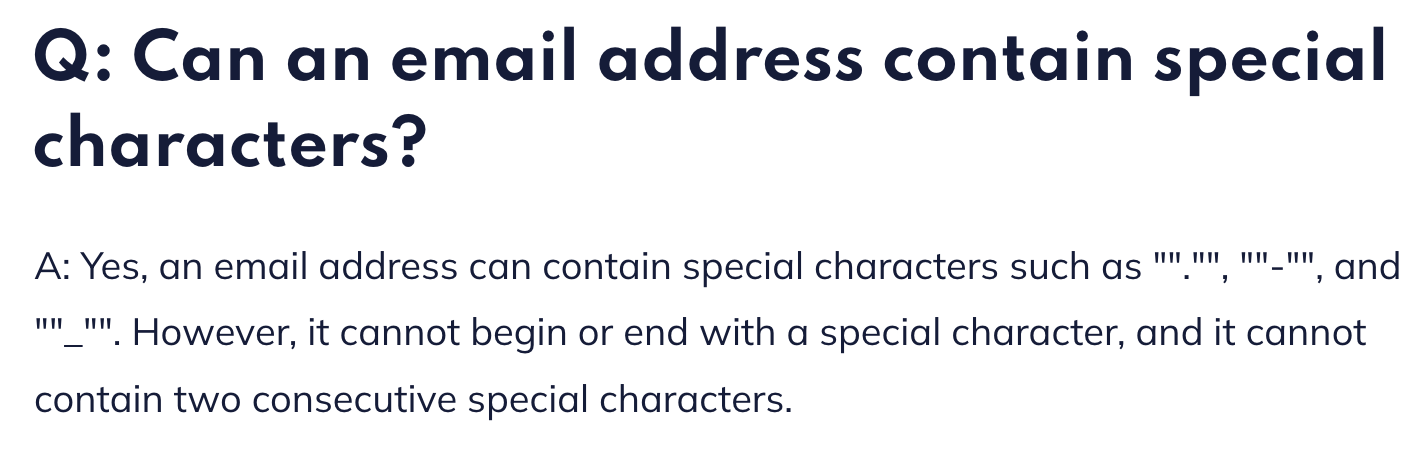 Q: Can an email address contain special
characters?
A: Yes, an email address can contain special characters such as ""."", ""-"", and
""_"". However, it cannot begin or end with a special character, and it cannot
contain two consecutive special characters.